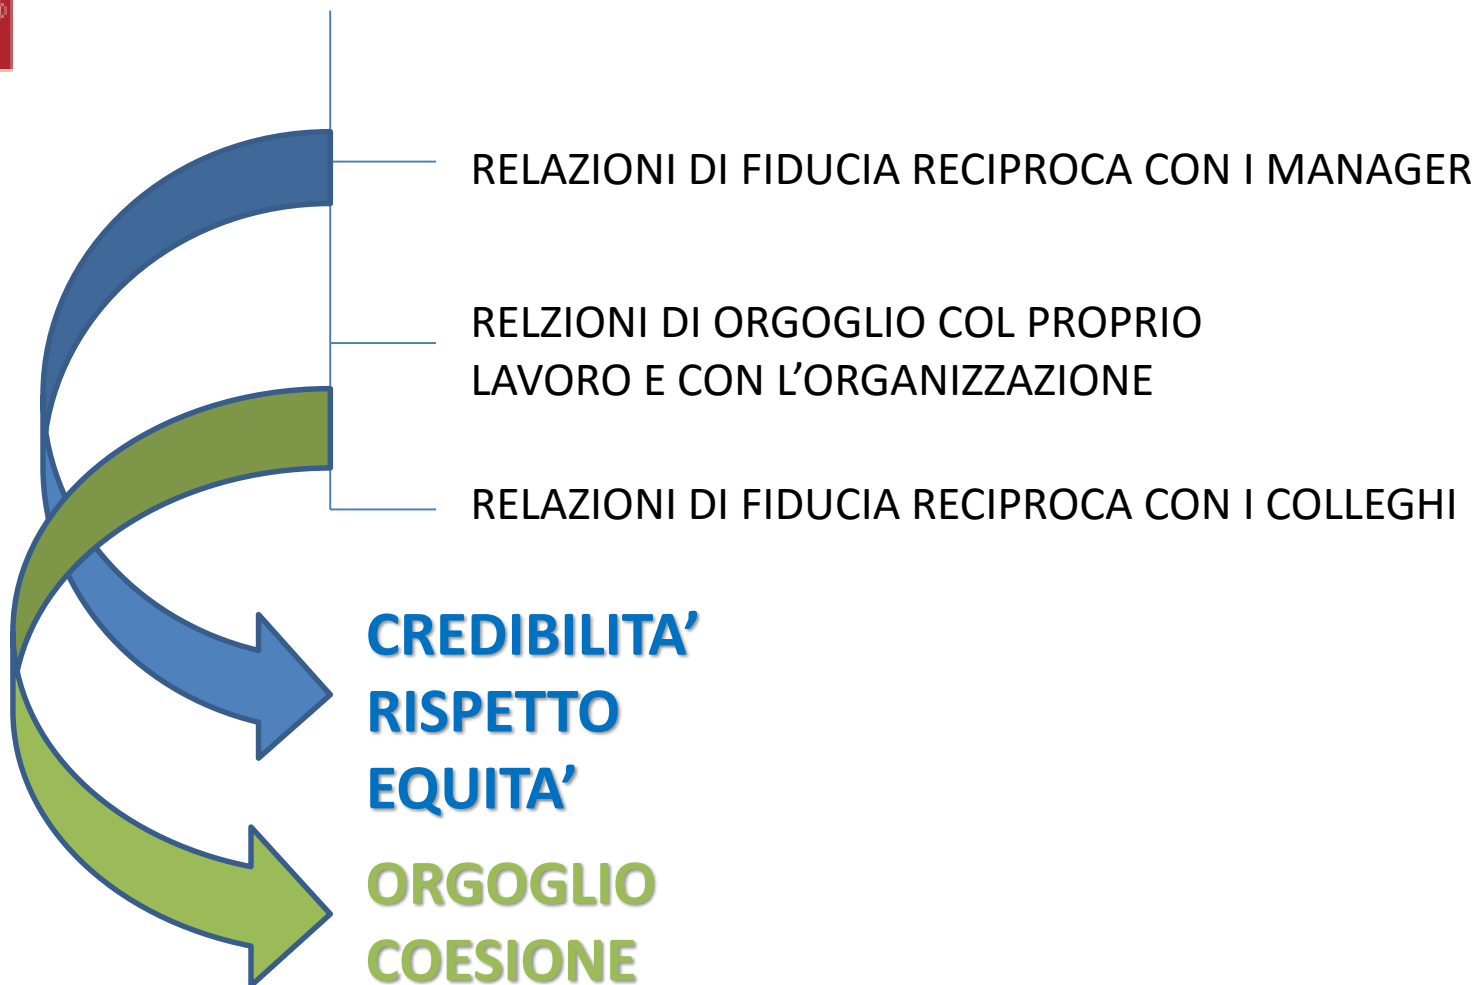 RELAZIONI DI FIDUCIA RECIPROCA CON I MANAGER
RELZIONI DI ORGOGLIO COL PROPRIO
LAVORO E CON L’ORGANIZZAZIONE
RELAZIONI DI FIDUCIA RECIPROCA CON I COLLEGHI
CREDIBILITA’
RISPETTO
EQUITA’
ORGOGLIO
COESIONE